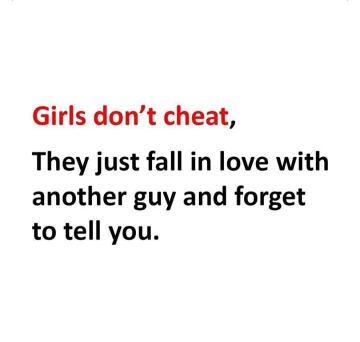 Girls don’t cheat,
They just fall in love with
another guy and forget
to tell you.